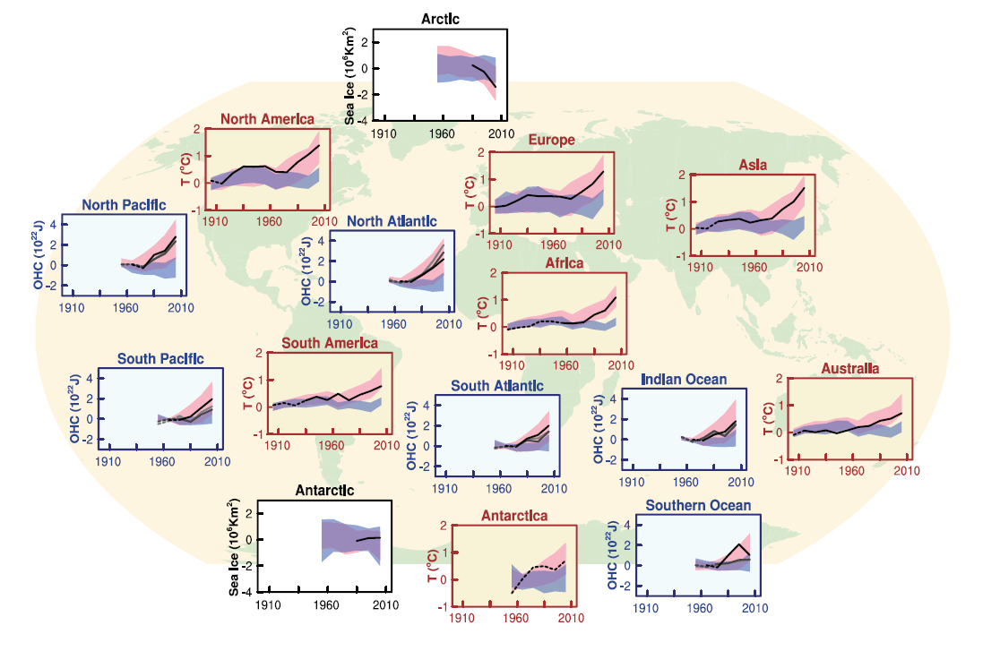 Arctic
Sea Ice (10⁶Km²)
2
0
-2
-4
1910 1960 2010
North America
T (°C)
2
1
0
-1
1910 1960 2010
Europe
T (°C)
2
1
0
-1
1910 1960 2010
Asia
T (°C)
2
1
0
-1
1910 1960 2010
North Pacific
OHC (10²²J)
4
2
0
-2
1910 1960 2010
North Atlantic
OHC (10²²J)
4
2
0
-2
1910 1960 2010
Africa
T (°C)
2
1
0
-1
1910 1960 2010
South Pacific
OHC (10²²J)
4
2
0
-2
1910 1960 2010
South America
T (°C)
2
1
0
-1
1910 1960 2010
South Atlantic
OHC (10²²J)
4
2
0
-2
1910 1960 2010
Indian Ocean
OHC (10²²J)
4
2
0
-2
1910 1960 2010
Australia
T (°C)
2
1
0
-1
1910 1960 2010
Antarctic
Sea Ice (10⁶Km²)
2
0
-2
-4
1910 1960 2010
Antarctica
T (°C)
2
1
0
-1
1910 1960 2010
Southern Ocean
OHC (10²²J)
4
2
0
-2
1910 1960 2010